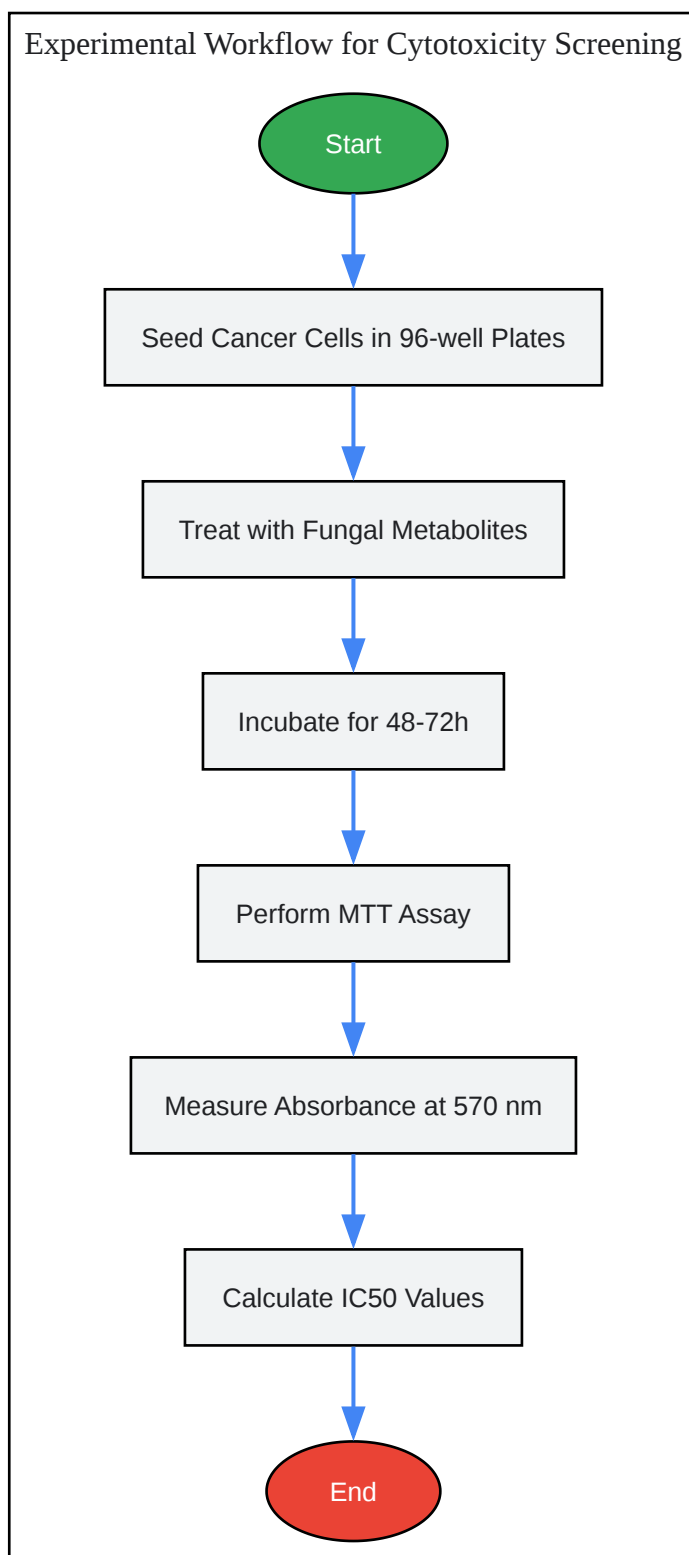 Experimental Workflow for Cytotoxicity Screening
Start
Seed Cancer Cells in 96-well Plates
Treat with Fungal Metabolites
Incubate for 48-72h
Perform MTT Assay
Measure Absorbance at 570 nm
Calculate IC50 Values
End